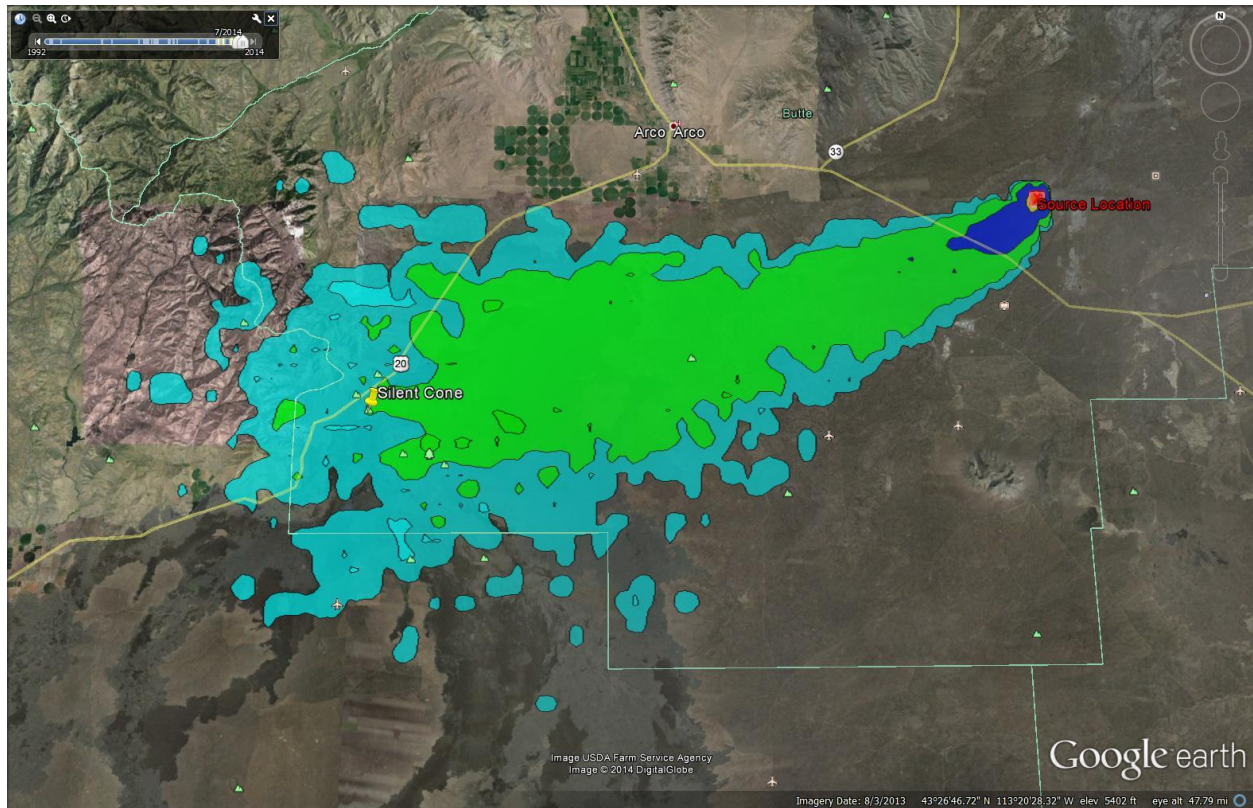 7/2014
1992
2014
N
Butte
Arco Arco
33
Source Location
20
Silent Cone
Image USDA Farm Service Agency
Image © 2014 DigitalGlobe
Google earth
Imagery Date: 8/3/2013 43°26'46.72" N 113°20'28.32" W elev 5402 ft eye alt 47.79 mi